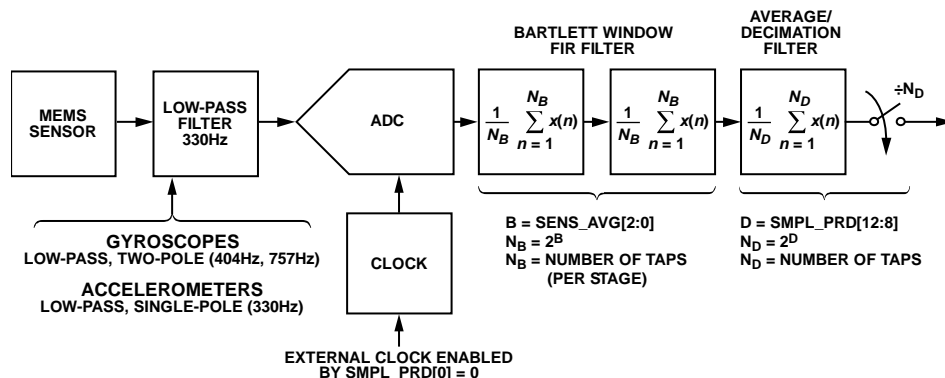 BARTLETT WINDOW
FIR FILTER
AVERAGE/
DECIMATION
FILTER
MEMS
SENSOR
LOW-PASS
FILTER
330Hz
ADC
1/N_B N_B ∑ n = 1 x(n)
1/N_B N_B ∑ n = 1 x(n)
1/N_D N_D ∑ n = 1 x(n)
÷N_D
GYROSCOPES
LOW-PASS, TWO-POLE (404Hz, 757Hz)
ACCELEROMETERS
LOW-PASS, SINGLE-POLE (330Hz)
CLOCK
EXTERNAL CLOCK ENABLED
BY SMPL_PRD[0] = 0
B = SENS_AVG[2:0]
N_B = 2^B
N_B = NUMBER OF TAPS
(PER STAGE)
D = SMPL_PRD[12:8]
N_D = 2^D
N_D = NUMBER OF TAPS